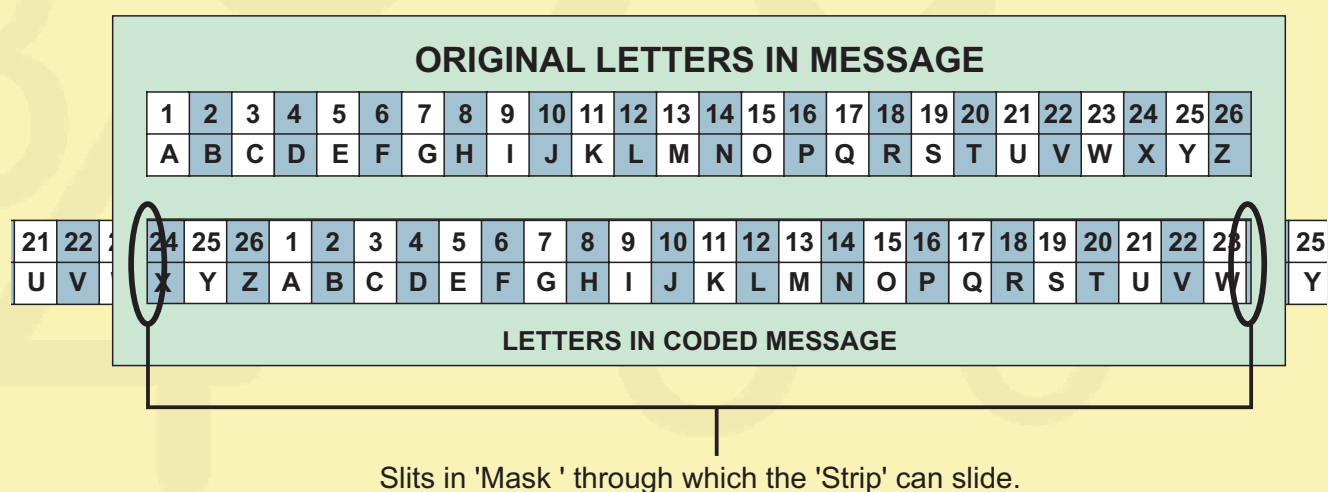 ORIGINAL LETTERS IN MESSAGE
1 2 3 4 5 6 7 8 9 10 11 12 13 14 15 16 17 18 19 20 21 22 23 24 25 26
A B C D E F G H I J K L M N O P Q R S T U V W X Y Z
21 22 24 25 26 1 2 3 4 5 6 7 8 9 10 11 12 13 14 15 16 17 18 19 20 21 22 23 25
U V X Y Z A B C D E F G H I J K L M N O P Q R S T U V W Y
LETTERS IN CODED MESSAGE
Slits in 'Mask ' through which the 'Strip' can slide.